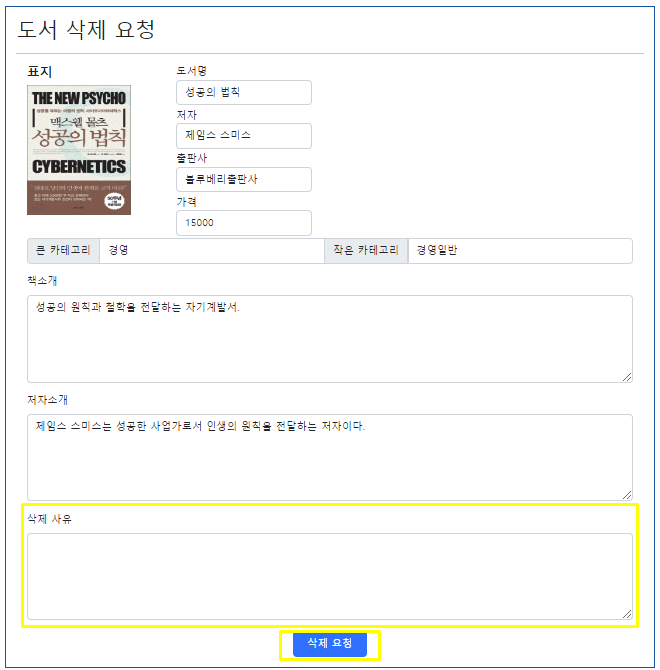 도서 삭제 요청
표지
THE NEW PSYCHO
맥스웰 몰츠
성공의 법칙
CYBERNETICS
도서명
성공의 법칙
저자
제임스 스미스
출판사
블루베리출판사
가격
15000
큰 카테고리 경영 작은 카테고리 경영일반
책소개
성공의 원칙과 철학을 전달하는 자기계발서.
저자소개
제임스 스미스는 성공한 사업가로서 인생의 원칙을 전달하는 저자이다.
삭제 사유
삭제 요청